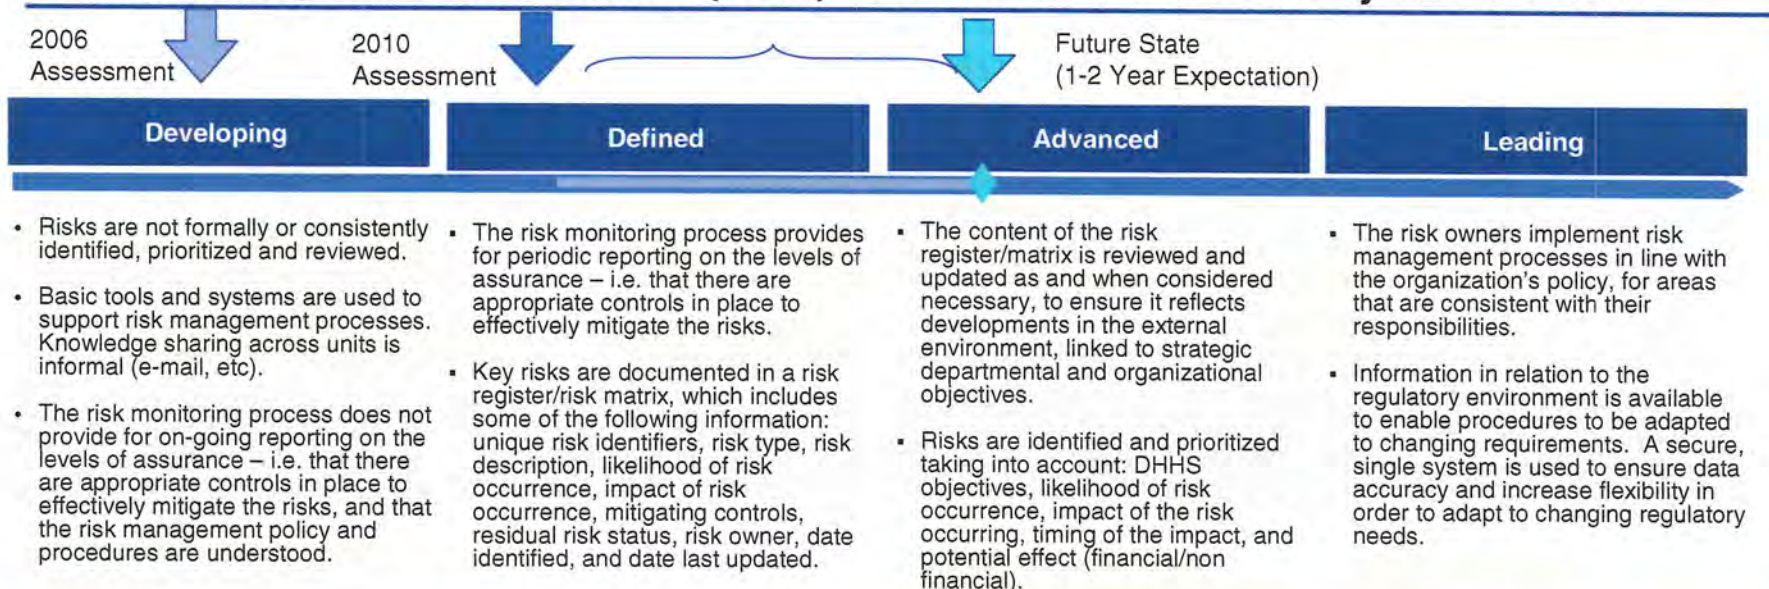 2006
Assessment
2010
Assessment
Future State
(1-2 Year Expectation)
Developing
Defined
Advanced
Leading
• Risks are not formally or consistently
identified, prioritized and reviewed.
• Basic tools and systems are used to
support risk management processes.
Knowledge sharing across units is
informal (e-mail, etc).
• The risk monitoring process does not
provide for on-going reporting on the
levels of assurance – i.e. that there
are appropriate controls in place to
effectively mitigate the risks, and that
the risk management policy and
procedures are understood.
▪ The risk monitoring process provides
for periodic reporting on the levels of
assurance – i.e. that there are
appropriate controls in place to
effectively mitigate the risks.
▪ Key risks are documented in a risk
register/risk matrix, which includes
some of the following information:
unique risk identifiers, risk type, risk
description, likelihood of risk
occurrence, impact of risk
occurrence, mitigating controls,
residual risk status, risk owner, date
identified, and date last updated.
▪ The content of the risk
register/matrix is reviewed and
updated as and when considered
necessary, to ensure it reflects
developments in the external
environment, linked to strategic
departmental and organizational
objectives.
▪ Risks are identified and prioritized
taking into account: DHHS
objectives, likelihood of risk
occurrence, impact of the risk
occurring, timing of the impact, and
potential effect (financial/non
financial).
▪ The risk owners implement risk
management processes in line with
the organization's policy, for areas
that are consistent with their
responsibilities.
▪ Information in relation to the
regulatory environment is available
to enable procedures to be adapted
to changing requirements.  A secure,
single system is used to ensure data
accuracy and increase flexibility in
order to adapt to changing regulatory
needs.